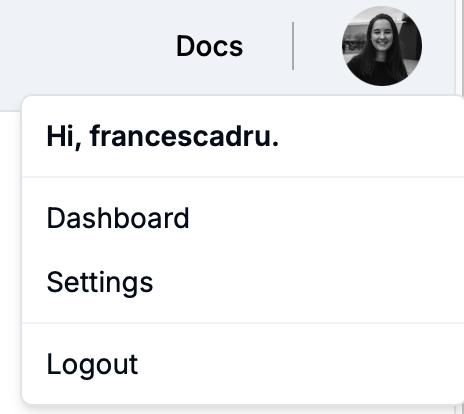 Docs
Hi, francescadru.
Dashboard
Settings
Logout